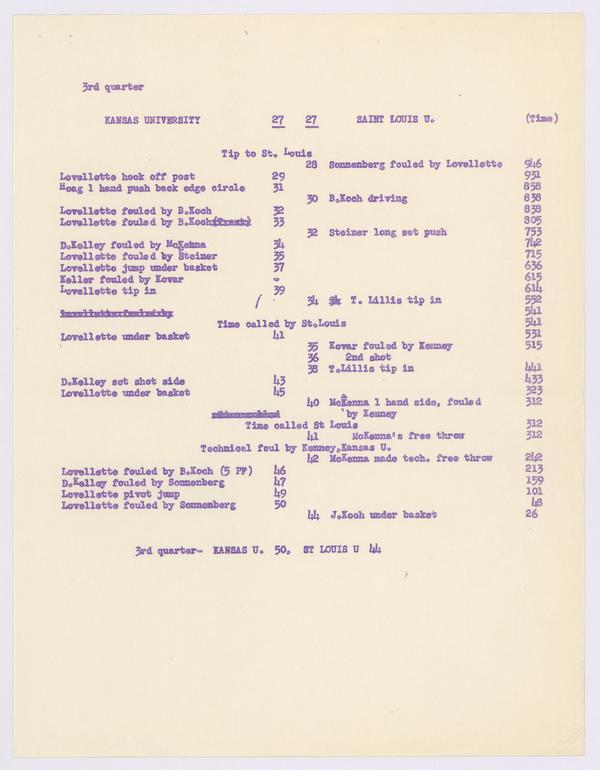 3rd quarter
KANSAS UNIVERSITY 27 27 SAINT LOUIS U. (Time)
Tip to St. Louis
28 Sonnenberg fouled by Lovellette 946
Lovellette hook off post 29 931
Hoag 1 hand push back edge circle 31 858
30 B.Koch driving 838
Lovellette fouled by B.Koch 32 838
Lovellette fouled by B.Koch 33 805
32 Steiner long set push 753
D.Kelley fouled by McKenna 34 742
Lovellette fouled by Steiner 35 715
Lovellette jump under basket 37 636
Keller fouled by Kovar - 615
Lovellette tip in 39 614
34 T. Lillis tip in 552
541
Time called by St.Louis 541
Lovellette under basket 41 531
35 Kovar fouled by Kenney 515
36 2nd shot
38 T.Lillis tip in 441
D.Kelley set shot side 43 433
Lovellette under basket 45 323
40 McKenna 1 hand side, fouled 312
by Kenney
Time called St Louis 312
41 McKenna's free throw 312
Technical foul by Kenney,Kansas U.
42 McKenna made tech. free throw 242
Lovellette fouled by B.Koch (5 PF) 46 213
D.Kelley fouled by Sonnenberg 47 159
Lovellette pivot jump 49 101
Lovellette fouled by Sonnenberg 50 48
44 J.Koch under basket 26
3rd quarter- KANSAS U. 50, ST LOUIS U 44